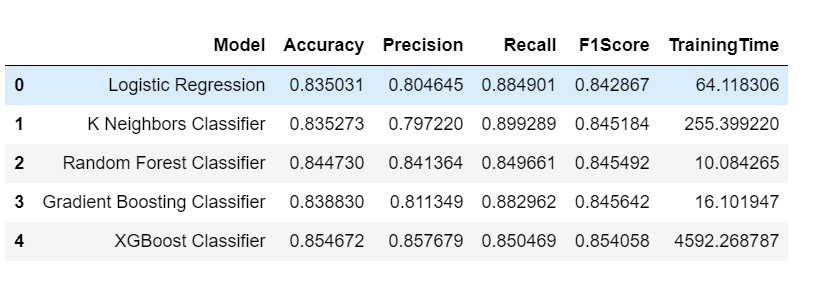 Model Accuracy Precision Recall F1Score TrainingTime
0 Logistic Regression 0.835031 0.804645 0.884901 0.842867 64.118306
1 K Neighbors Classifier 0.835273 0.797220 0.899289 0.845184 255.399220
2 Random Forest Classifier 0.844730 0.841364 0.849661 0.845492 10.084265
3 Gradient Boosting Classifier 0.838830 0.811349 0.882962 0.845642 16.101947
4 XGBoost Classifier 0.854672 0.857679 0.850469 0.854058 4592.268787